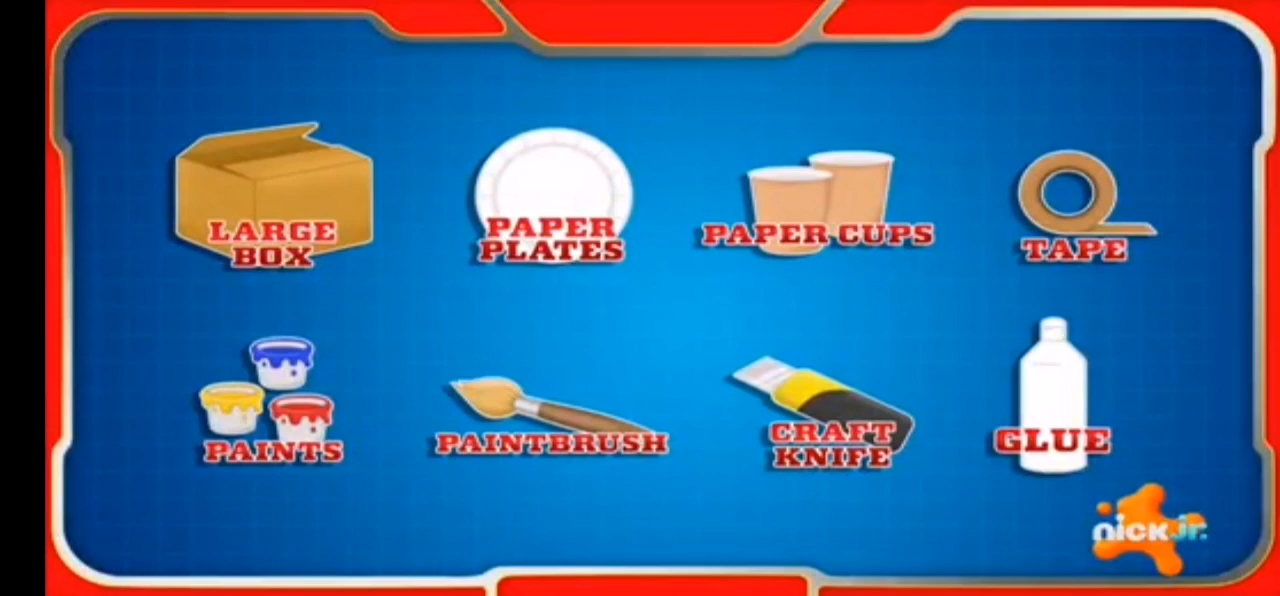 LARGE
BOX
PAPER
PLATES
PAPER CUPS
TAPE
PAINTS
PAINTBRUSH
CRAFT
KNIFE
GLUE
nick jr.